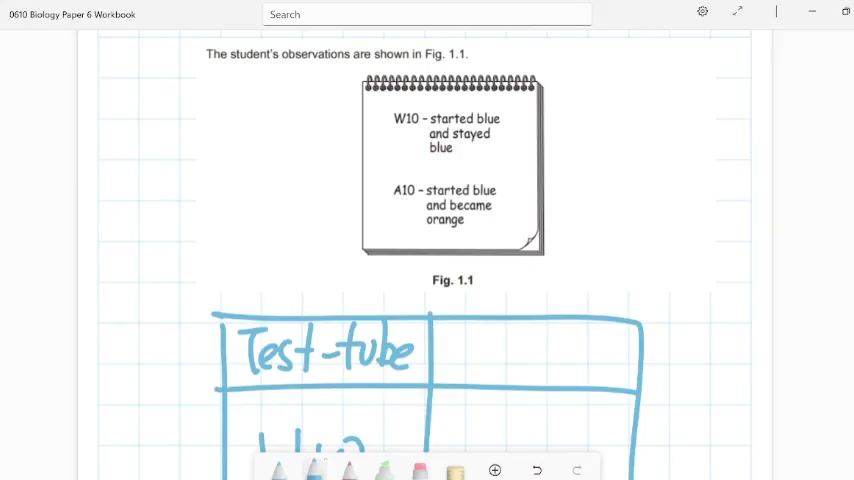 0610 Biology Paper 6 Workbook
Search
The student's observations are shown in Fig. 1.1.
W10 – started blue
and stayed
blue
A10 – started blue
and became
orange
Fig. 1.1
Test-tube